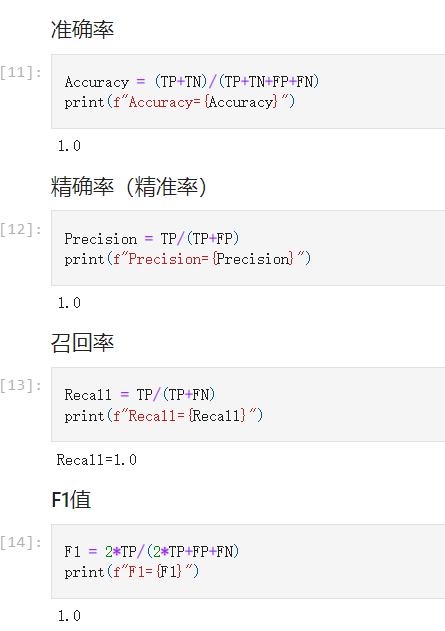 准确率
[11]:
Accuracy = (TP+TN)/(TP+TN+FP+FN)
print(f"Accuracy={Accuracy}")
1.0
精确率（精准率）
[12]:
Precision = TP/(TP+FP)
print(f"Precision={Precision}")
1.0
召回率
[13]:
Recall = TP/(TP+FN)
print(f"Recall={Recall}")
Recall=1.0
F1值
[14]:
F1 = 2*TP/(2*TP+FP+FN)
print(f"F1={F1}")
1.0